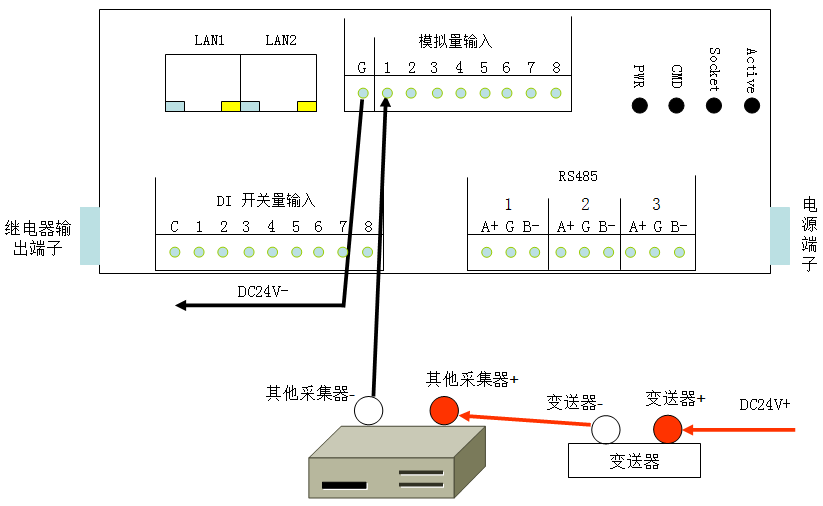 LAN1 LAN2
模拟量输入
G 1 2 3 4 5 6 7 8
PWR CMD Socket Active
DI 开关量输入
C 1 2 3 4 5 6 7 8
RS485
1 2 3
A+ G B- A+ G B- A+ G B-
继电器输
出端子
电
源
端
子
DC24V-
其他采集器-
其他采集器+
变送器-
变送器+
DC24V+
变送器